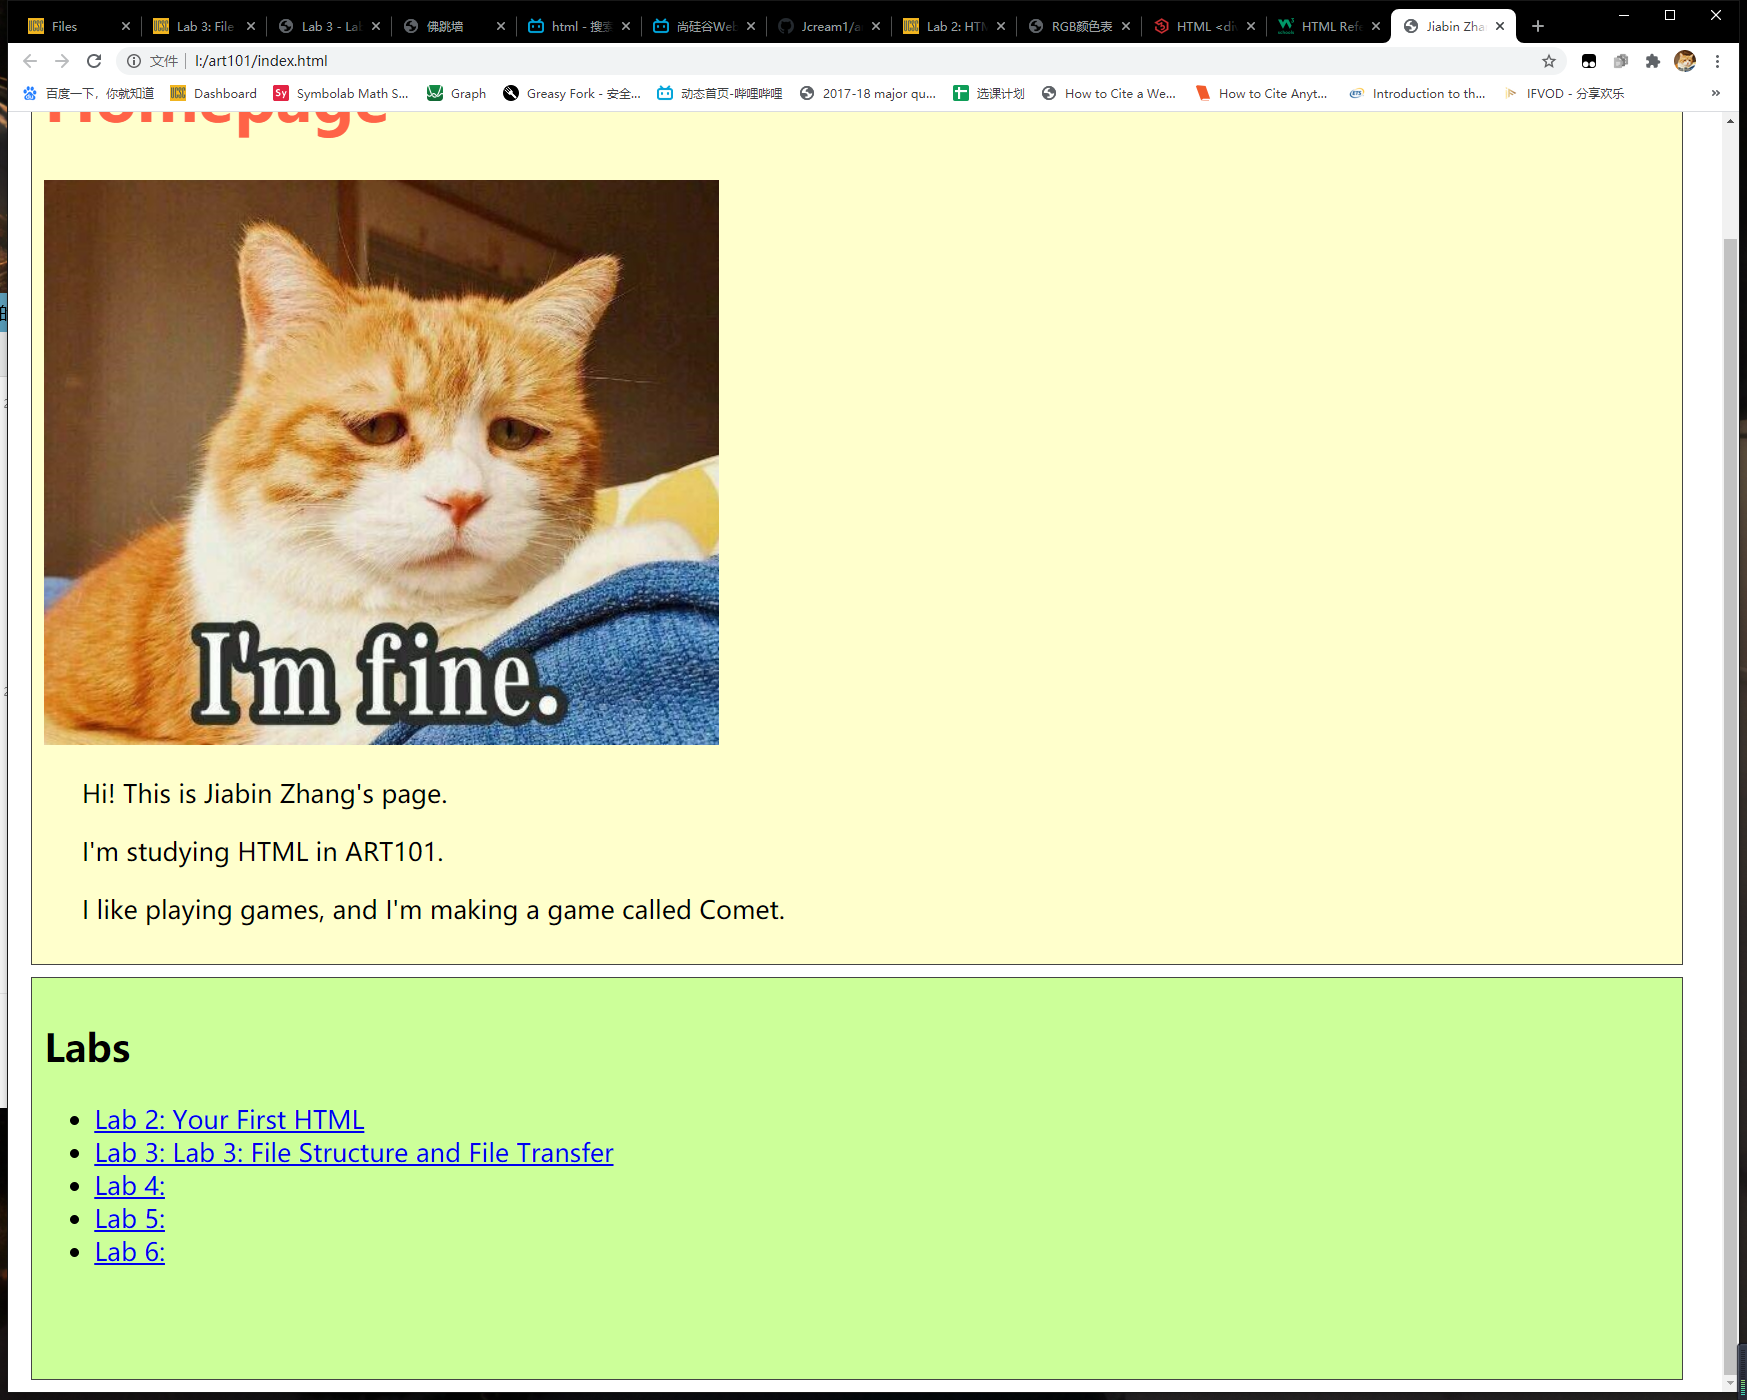 Files
Lab 3: File
Lab 3 - La
佛跳墙
html - 搜
尚硅谷We
Jcream1/a
Lab 2: HTM
RGB颜色表
HTML <di
HTML Refe
Jiabin Zha
文件 | I:/art101/index.html
百度一下，你就知道
Dashboard
Symbolab Math S...
Graph
Greasy Fork - 安全...
动态首页-哔哩哔哩
2017-18 major qu...
选课计划
How to Cite a We...
How to Cite Anyt...
Introduction to th...
IFVOD - 分享欢乐
»
Homepage
I'm fine.
Hi! This is Jiabin Zhang's page.
I'm studying HTML in ART101.
I like playing games, and I'm making a game called Comet.
Labs
Lab 2: Your First HTML
Lab 3: Lab 3: File Structure and File Transfer
Lab 4:
Lab 5:
Lab 6: